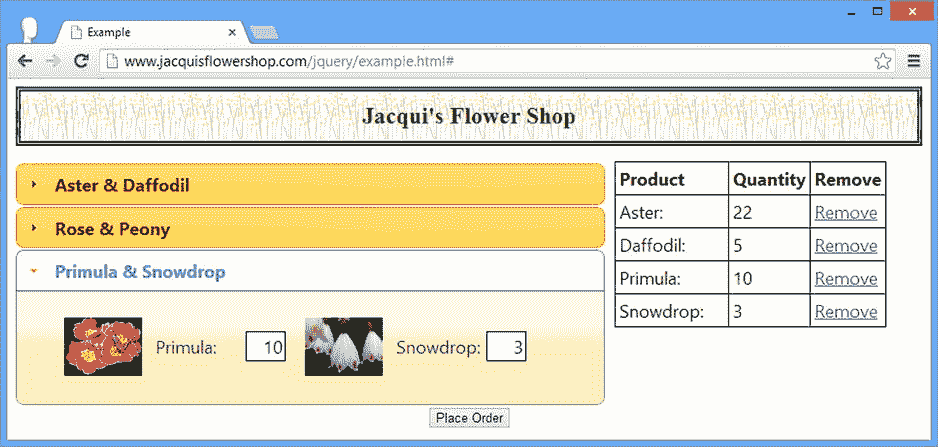 Example
www.jacquisflowershop.com/jquery/example.html#
Jacqui's Flower Shop
Aster & Daffodil
Rose & Peony
Primula & Snowdrop
Primula: 10 Snowdrop: 3
Place Order
Product Quantity Remove
Aster: 22 Remove
Daffodil: 5 Remove
Primula: 10 Remove
Snowdrop: 3 Remove